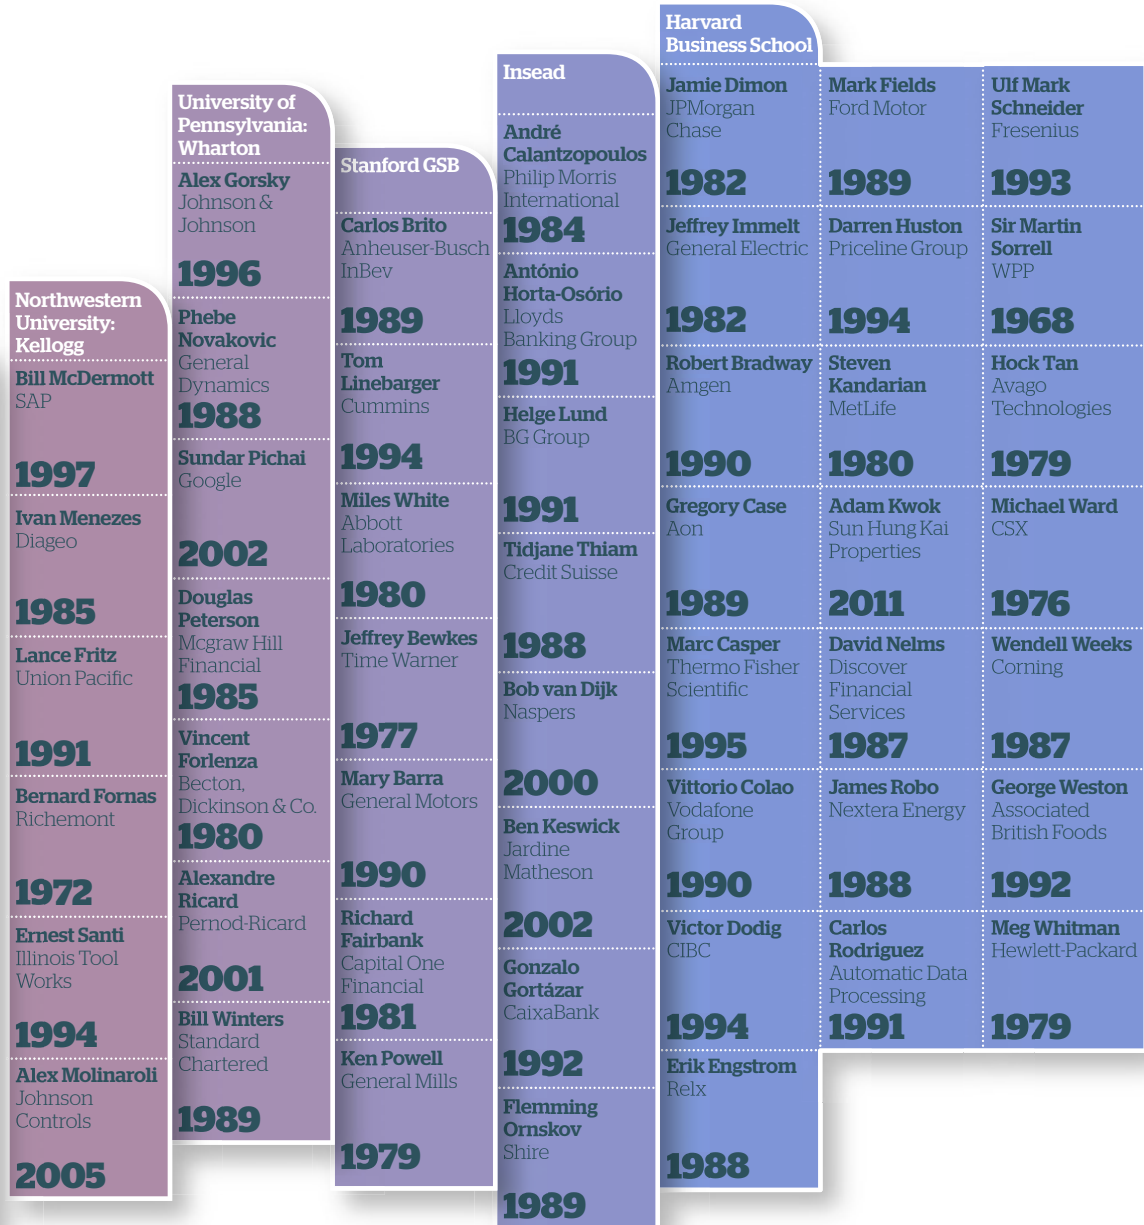 Northwestern
University:
Kellogg
Bill McDermott
SAP
1997
Ivan Menezes
Diageo
1985
Lance Fritz
Union Pacific
1991
Bernard Fornas
Richemont
1972
Ernest Santi
Illinois Tool
Works
1994
Alex Molinaroli
Johnson
Controls
2005
University of
Pennsylvania:
Wharton
Alex Gorsky
Johnson &
Johnson
1996
Phebe
Novakovic
General
Dynamics
1988
Sundar Pichai
Google
2002
Douglas
Peterson
Mcgraw Hill
Financial
1985
Vincent
Forlenza
Becton,
Dickinson & Co.
1980
Alexandre
Ricard
Pernod-Ricard
2001
Bill Winters
Standard
Chartered
1989
Stanford GSB
Carlos Brito
Anheuser-Busch
InBev
1989
Tom
Linebarger
Cummins
1994
Miles White
Abbott
Laboratories
1980
Jeffrey Bewkes
Time Warner
1977
Mary Barra
General Motors
1990
Richard
Fairbank
Capital One
Financial
1981
Ken Powell
General Mills
1979
Insead
André
Calantzopoulos
Philip Morris
International
1984
António
Horta-Osório
Lloyds
Banking Group
1991
Helge Lund
BG Group
1991
Tidjane Thiam
Credit Suisse
1988
Bob van Dijk
Naspers
2000
Ben Keswick
Jardine
Matheson
2002
Gonzalo
Gortázar
CaixaBank
1992
Flemming
Ornskov
Shire
1989
Harvard
Business School
Jamie Dimon
JPMorgan
Chase
1982
Jeffrey Immelt
General Electric
1982
Robert Bradway
Amgen
1990
Gregory Case
Aon
1989
Marc Casper
Thermo Fisher
Scientific
1995
Vittorio Colao
Vodafone
Group
1990
Victor Dodig
CIBC
1994
Erik Engstrom
Relx
1988
Mark Fields
Ford Motor
1989
Darren Huston
Priceline Group
1994
Steven
Kandarian
MetLife
1980
Adam Kwok
Sun Hung Kai
Properties
2011
David Nelms
Discover
Financial
Services
1987
James Robo
Nextera Energy
1988
Carlos
Rodriguez
Automatic Data
Processing
1991
Ulf Mark
Schneider
Fresenius
1993
Sir Martin
Sorrell
WPP
1968
Hock Tan
Avago
Technologies
1979
Michael Ward
CSX
1976
Wendell Weeks
Corning
1987
George Weston
Associated
British Foods
1992
Meg Whitman
Hewlett-Packard
1979